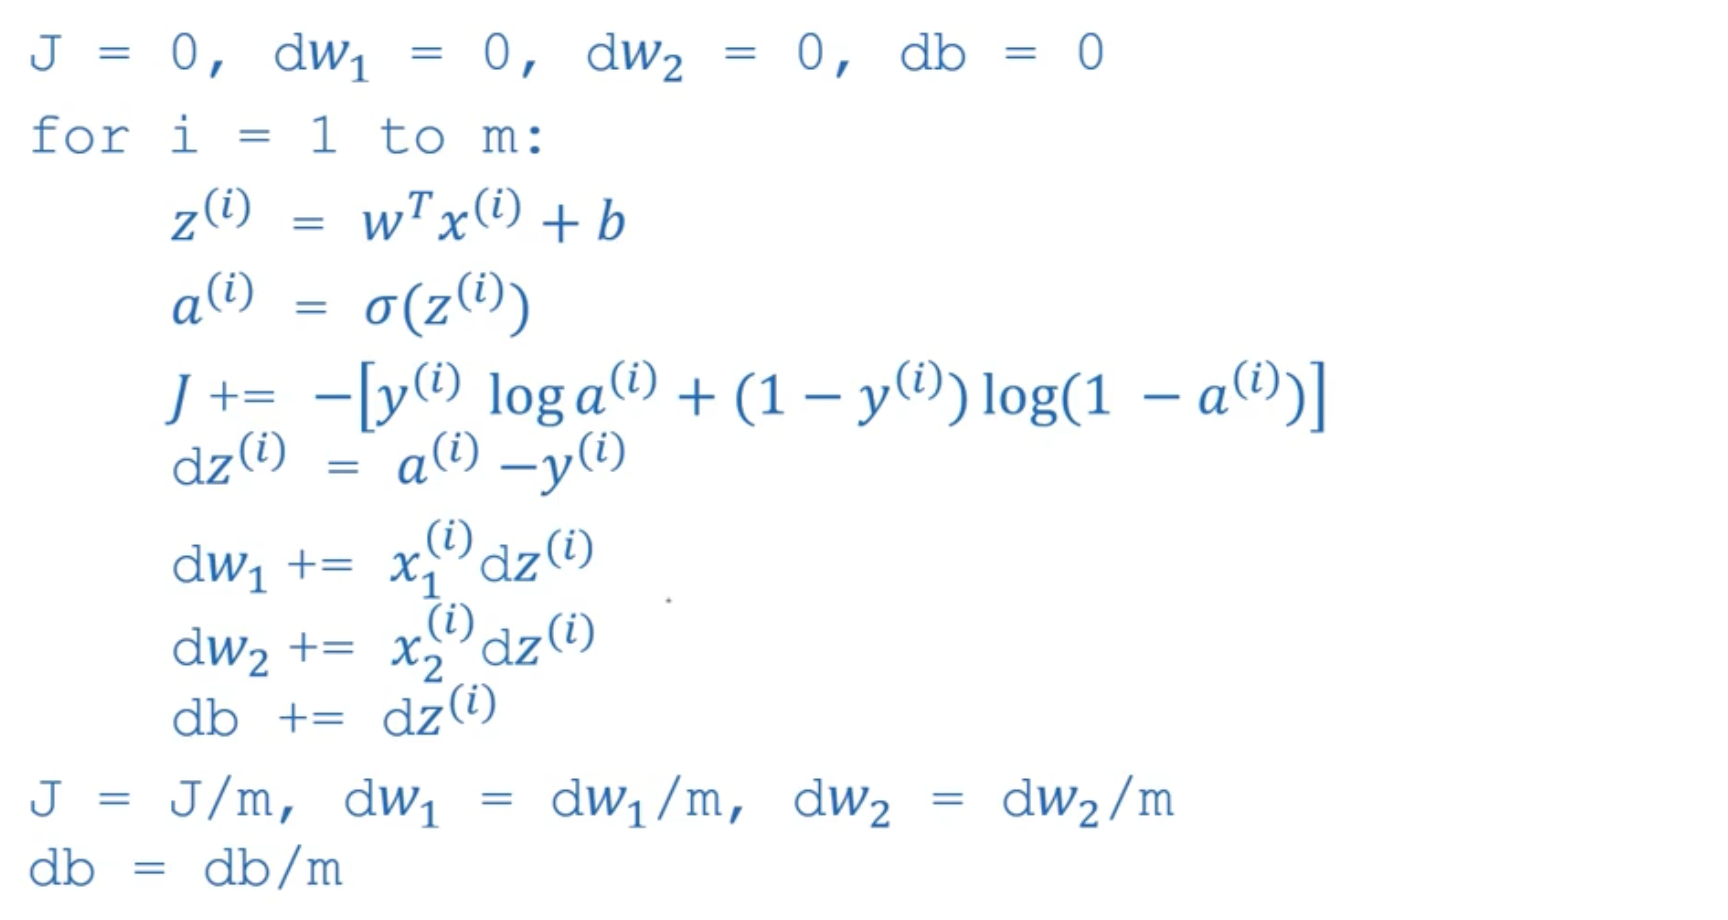 J = 0, dw₁ = 0, dw₂ = 0, db = 0
for i = 1 to m:
z⁽ⁱ⁾ = wᵀx⁽ⁱ⁾ + b
a⁽ⁱ⁾ = σ(z⁽ⁱ⁾)
J += −[y⁽ⁱ⁾ log a⁽ⁱ⁾ + (1 − y⁽ⁱ⁾) log(1 − a⁽ⁱ⁾)]
dz⁽ⁱ⁾ = a⁽ⁱ⁾ −y⁽ⁱ⁾
dw₁ += x₁⁽ⁱ⁾dz⁽ⁱ⁾
dw₂ += x₂⁽ⁱ⁾dz⁽ⁱ⁾
db += dz⁽ⁱ⁾
J = J/m, dw₁ = dw₁/m, dw₂ = dw₂/m
db = db/m